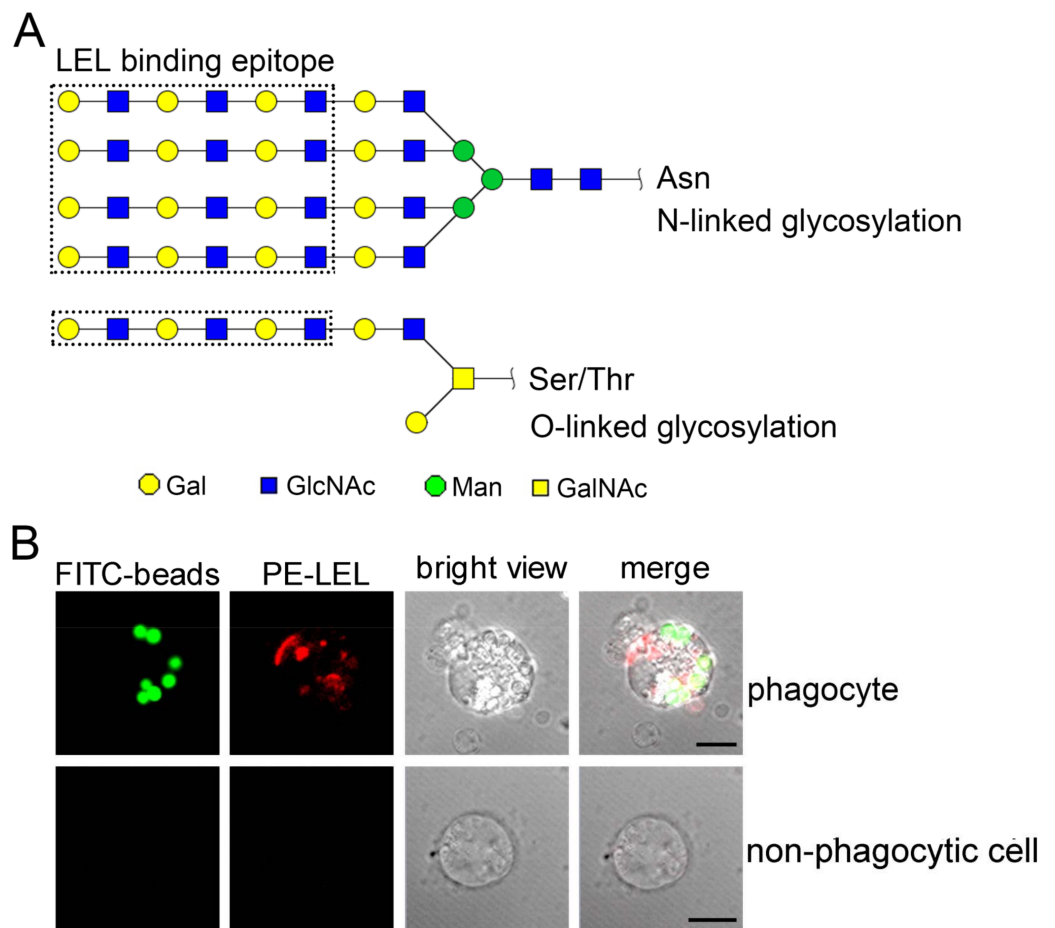 A
LEL binding epitope
Asn
N-linked glycosylation
Ser/Thr
O-linked glycosylation
Gal GlcNAc Man GalNAc
B
FITC-beads PE-LEL bright view merge
phagocyte
non-phagocytic cell